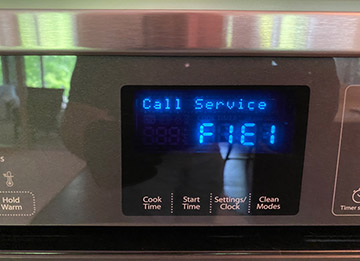 Call Service
F1E1
Cook Time
Start Time
Settings/ Clock
Clean Modes
Hold Warm
Timer